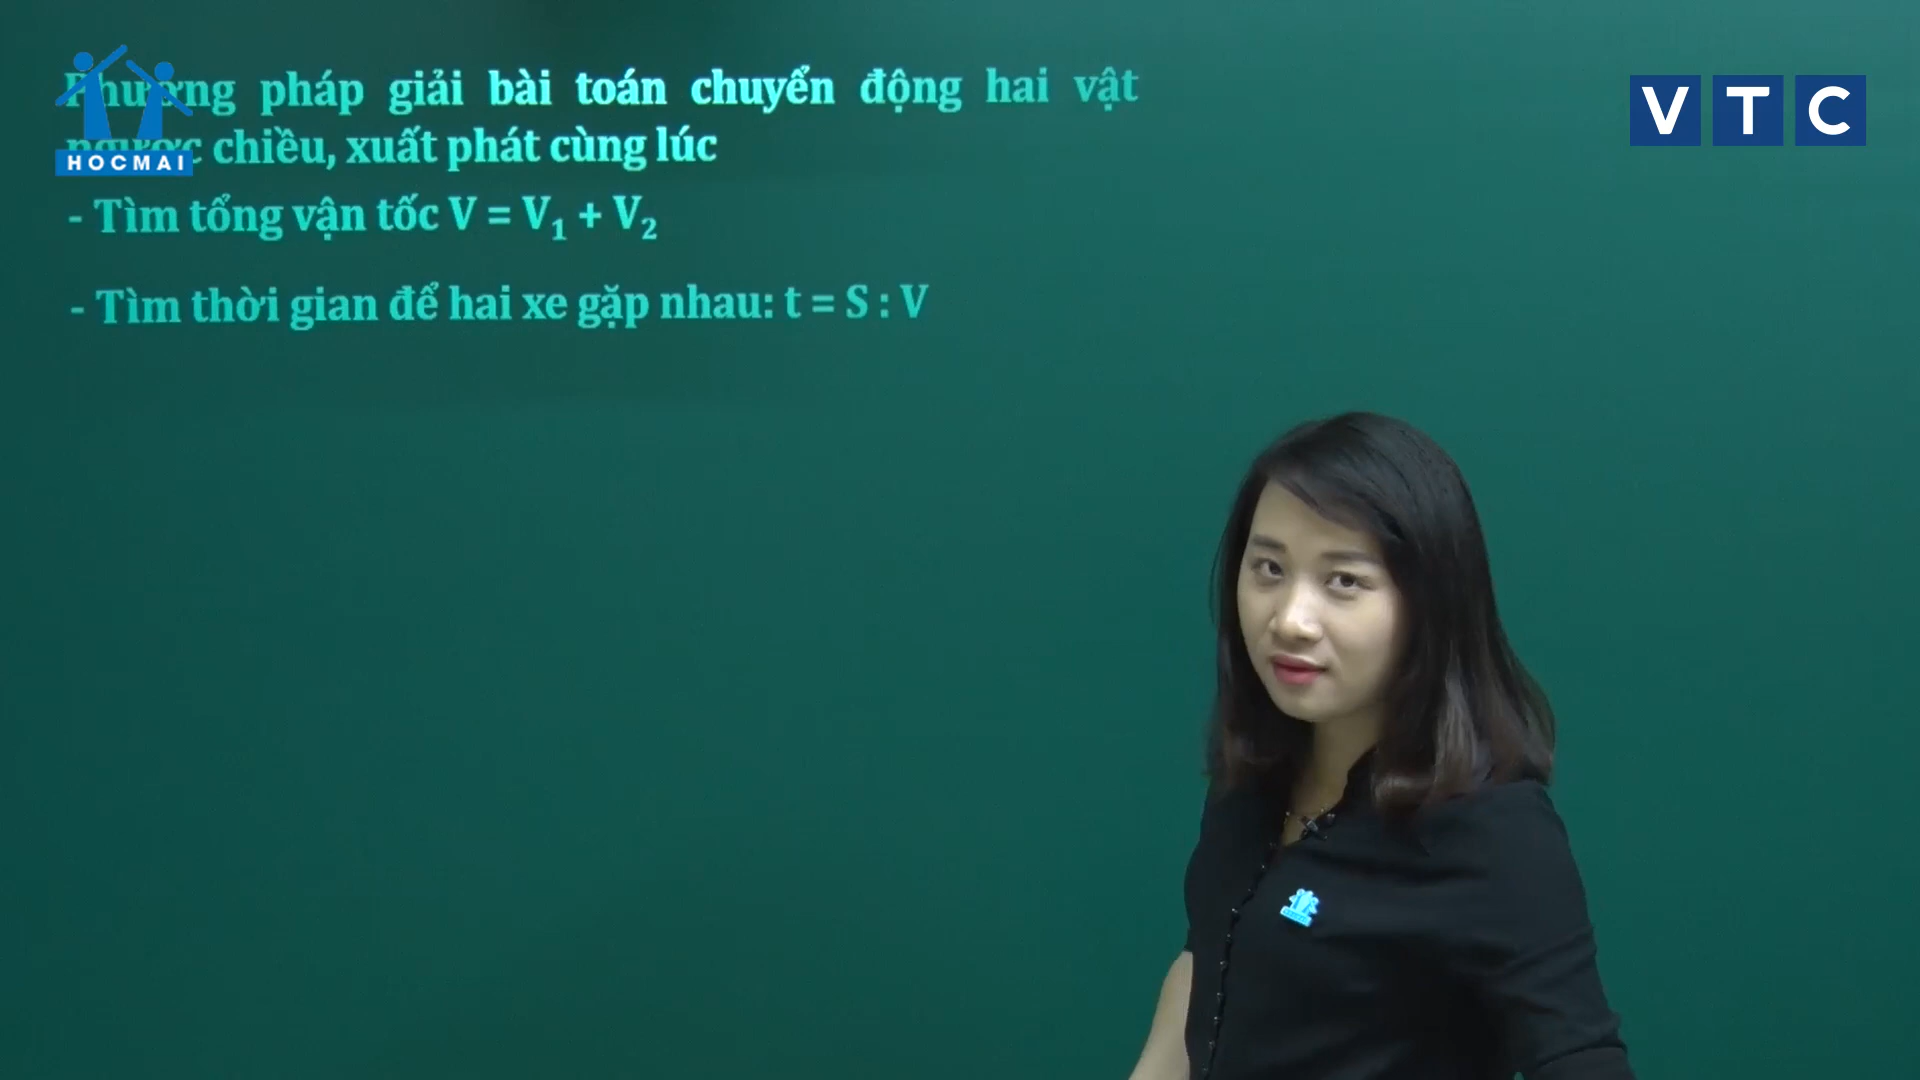 Phương pháp giải bài toán chuyển động hai vật
ngược chiều, xuất phát cùng lúc
- Tìm tổng vận tốc V = V₁ + V₂
- Tìm thời gian để hai xe gặp nhau: t = S : V
HOCMAI
VTC